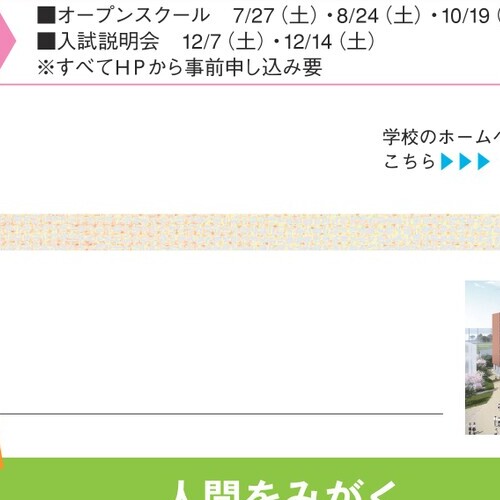 ■オープンスクール 7/27（土）・8/24（土）・10/19（
■入試説明会 12/7（土）・12/14（土）
※すべてＨＰから事前申し込み要
学校のホームペ
こちら▶▶▶
人間をみがく